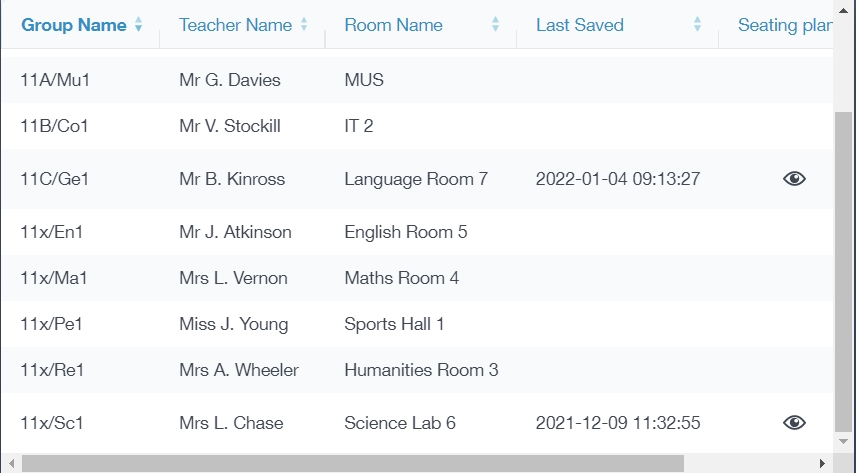 Group Name Teacher Name Room Name Last Saved Seating plan
11A/Mu1 Mr G. Davies MUS
11B/Co1 Mr V. Stockill IT 2
11C/Ge1 Mr B. Kinross Language Room 7 2022-01-04 09:13:27
11x/En1 Mr J. Atkinson English Room 5
11x/Ma1 Mrs L. Vernon Maths Room 4
11x/Pe1 Miss J. Young Sports Hall 1
11x/Re1 Mrs A. Wheeler Humanities Room 3
11x/Sc1 Mrs L. Chase Science Lab 6 2021-12-09 11:32:55